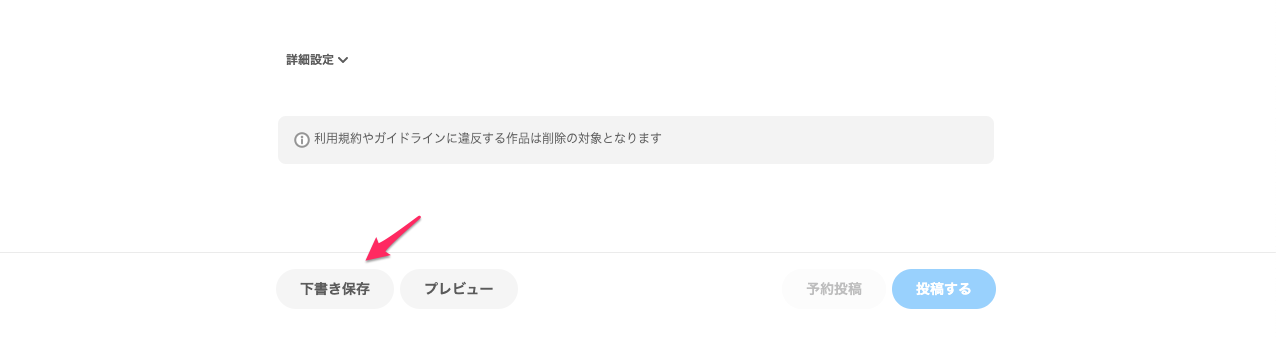 詳細設定
利用規約やガイドラインに違反する作品は削除の対象となります
下書き保存 プレビュー 予約投稿 投稿する